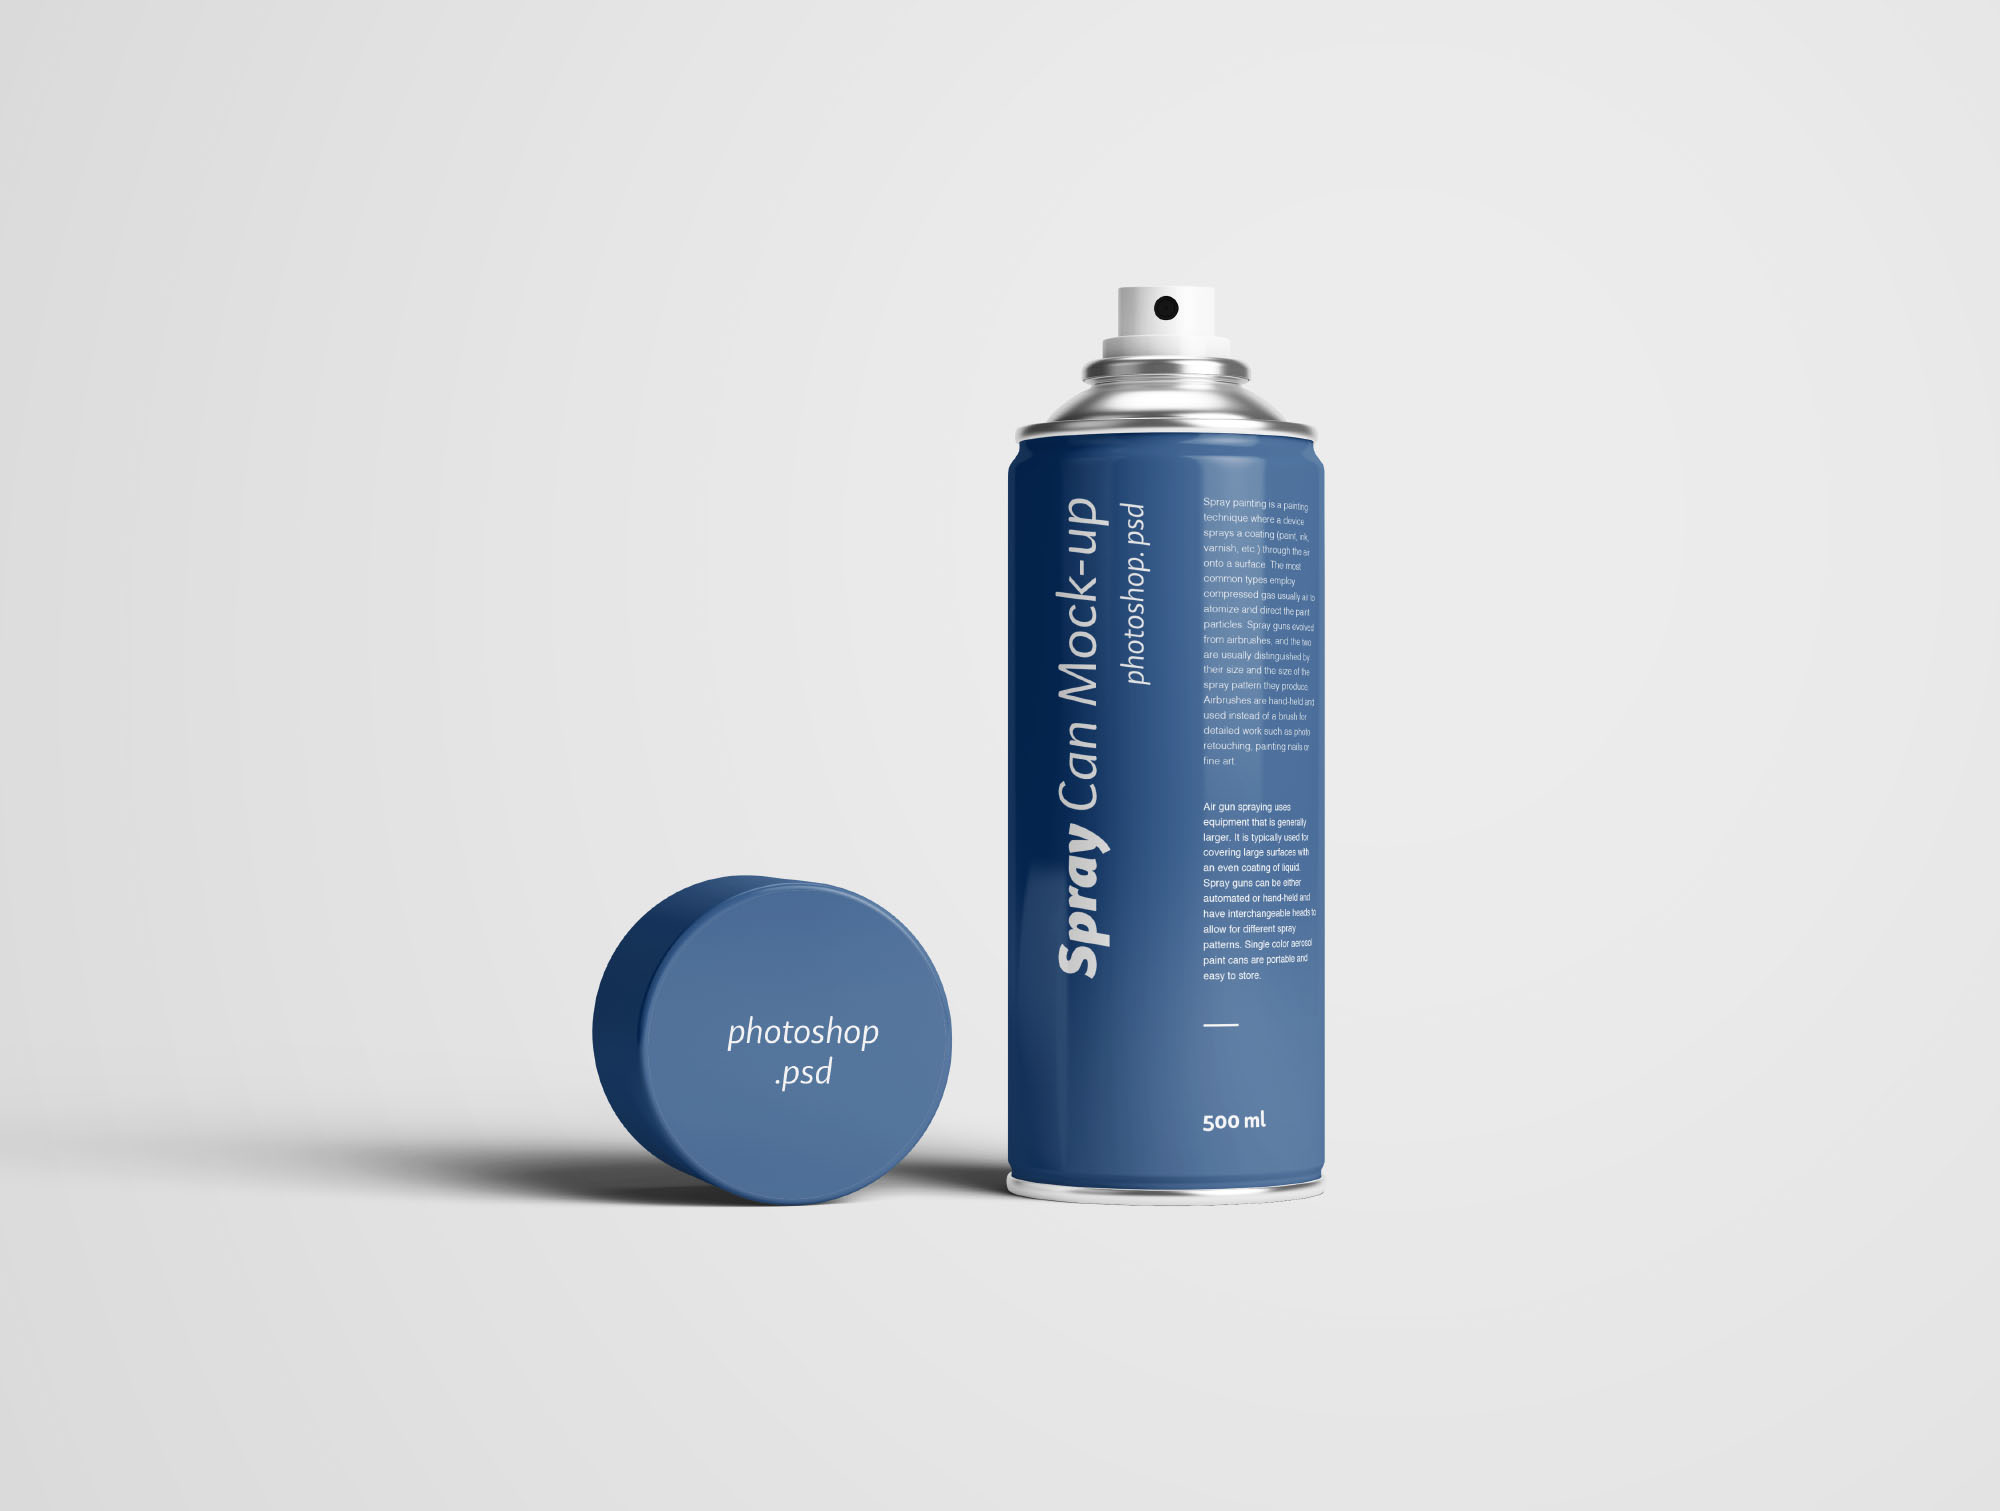 Spray Can Mock-up
photoshop.psd
Spray painting is a painting
technique where a device
sprays a coating (paint, ink,
varnish, etc.) through the air
onto a surface. The most
common types employ
compressed gas usually air to
atomize and direct the paint
particles. Spray guns evolved
from airbrushes, and the two
are usually distinguished by
their size and the size of the
spray pattern they produce.
Airbrushes are hand-held and
used instead of a brush for
detailed work such as photo
retouching, painting nails or
fine art.
Air gun spraying uses
equipment that is generally
larger. It is typically used for
covering large surfaces with
an even coating of liquid.
Spray guns can be either
automated or hand-held and
have interchangeable heads to
allow for different spray
patterns. Single color aerosol
paint cans are portable and
easy to store.
500 ml
photoshop
.psd